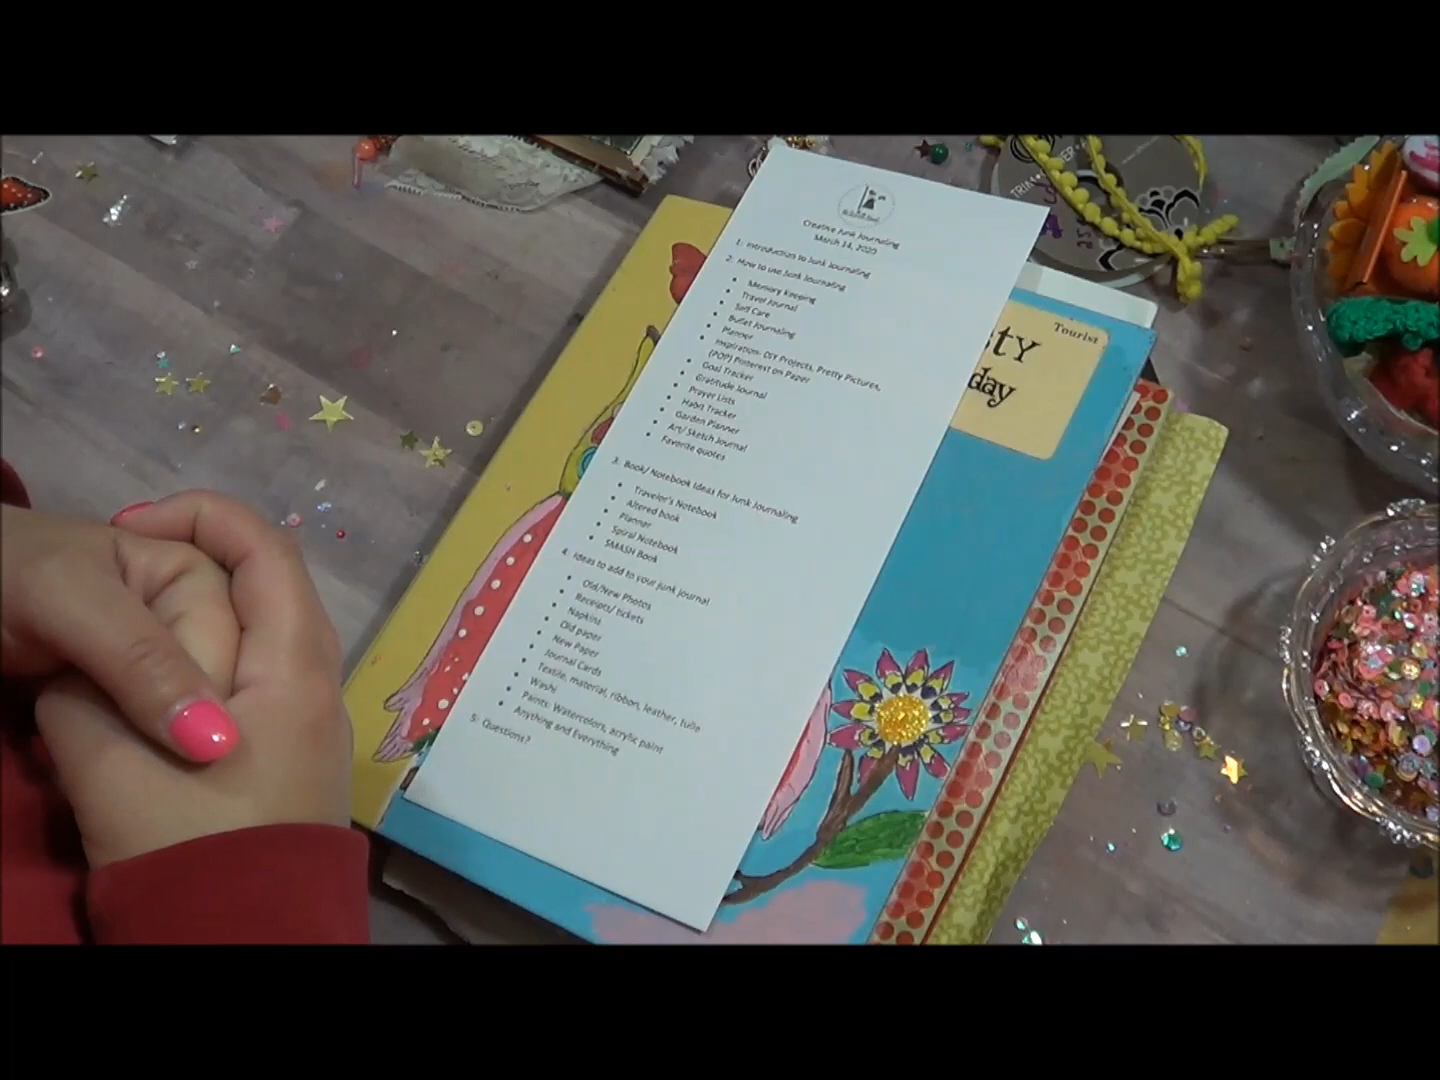 Creative Junk Journaling
March 14, 2020
1. Introduction to Junk Journaling
2. How to use Junk Journaling
• Memory Keeping
• Travel Journal
• Self Care
• Bullet Journaling
• Planner
• Inspiration- DIY Projects, Pretty Pictures,
(POP) Pinterest on Paper
• Goal Tracker
• Gratitude Journal
• Prayer Lists
• Habit Tracker
• Garden Planner
• Art/ Sketch Journal
• Favorite quotes
3. Book/ Notebook Ideas for Junk Journaling
• Traveler's Notebook
• Altered book
• Planner
• Spiral Notebook
• SMASH Book
4. Ideas to add to your junk journal
• Old/New Photos
• Receipts/ tickets
• Napkins
• Old paper
• New Paper
• Journal Cards
• Textile, material, ribbon, leather, tulle
• Washi
• Paints: Watercolors, acrylic paint
• Anything and Everything
5. Questions?
Tourist
sty
day
TRIM